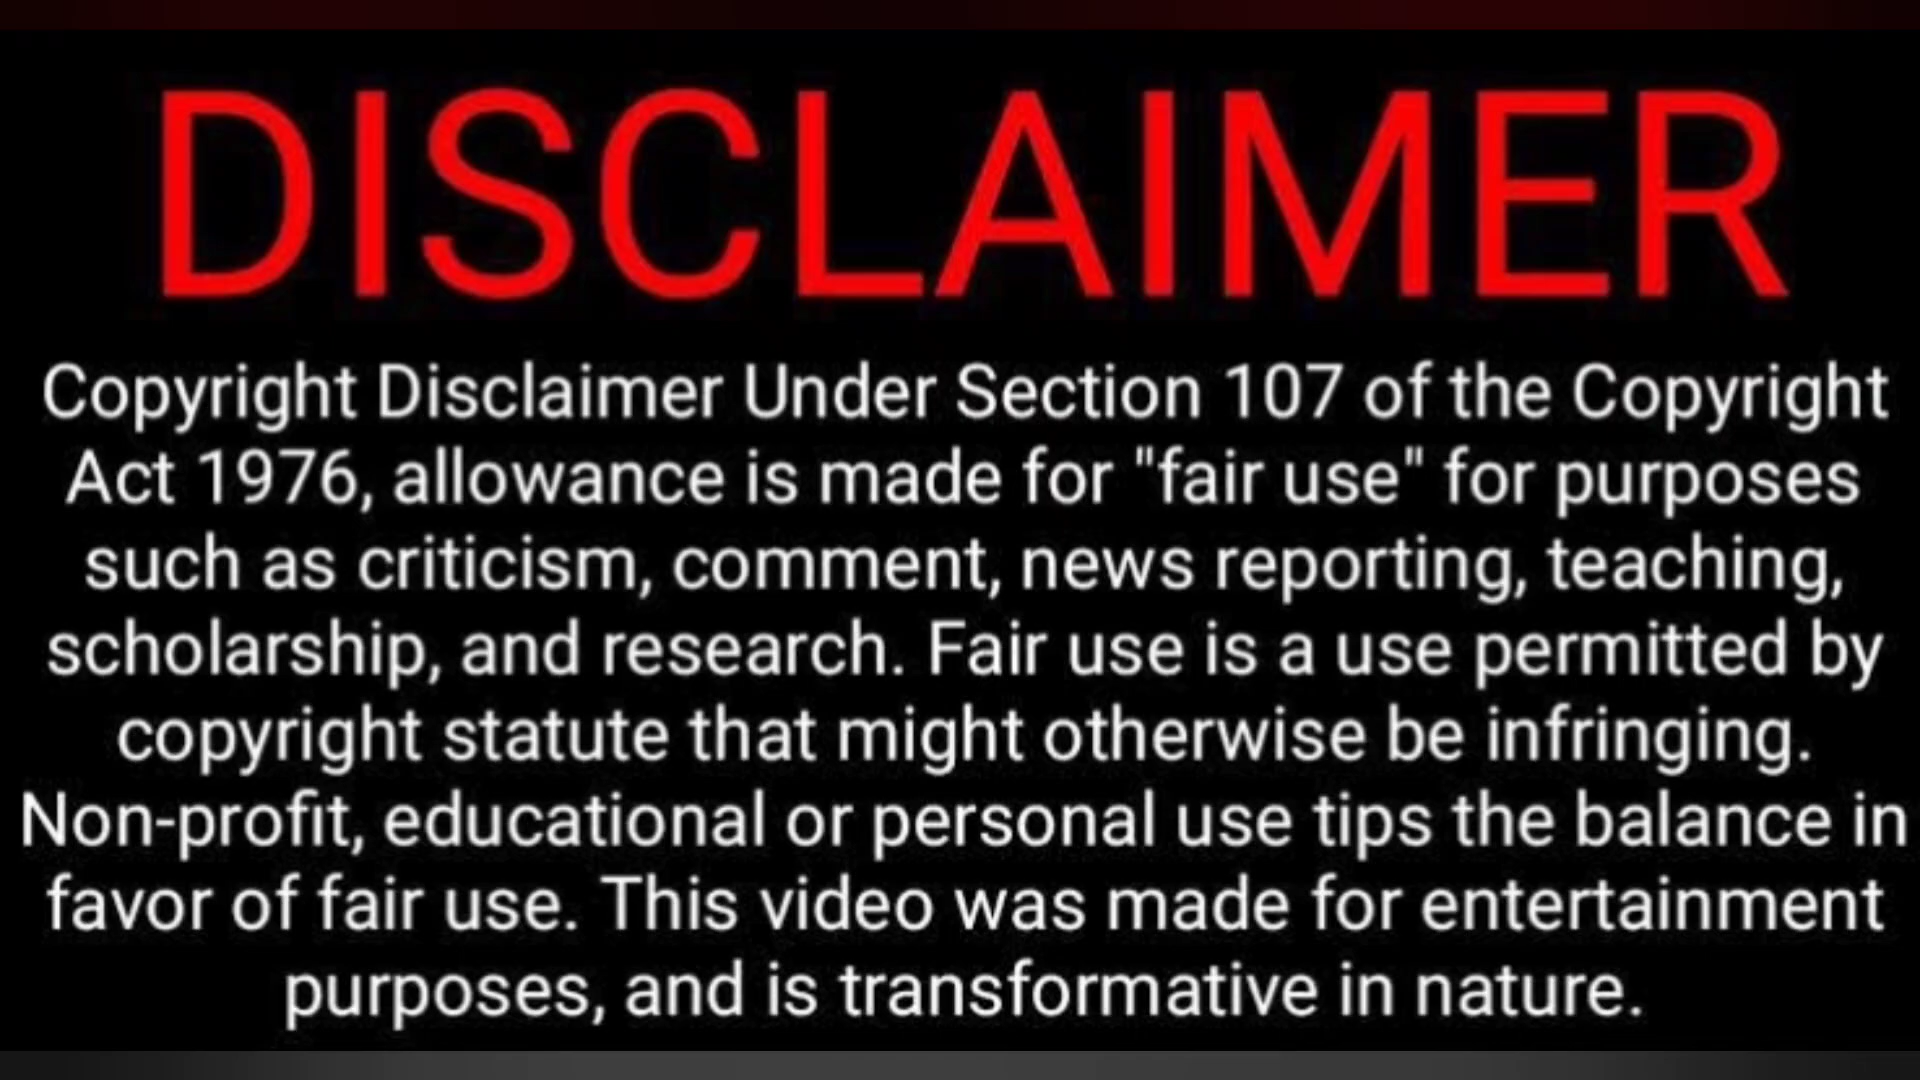 DISCLAIMER
Copyright Disclaimer Under Section 107 of the Copyright
Act 1976, allowance is made for "fair use" for purposes
such as criticism, comment, news reporting, teaching,
scholarship, and research. Fair use is a use permitted by
copyright statute that might otherwise be infringing.
Non-profit, educational or personal use tips the balance in
favor of fair use. This video was made for entertainment
purposes, and is transformative in nature.